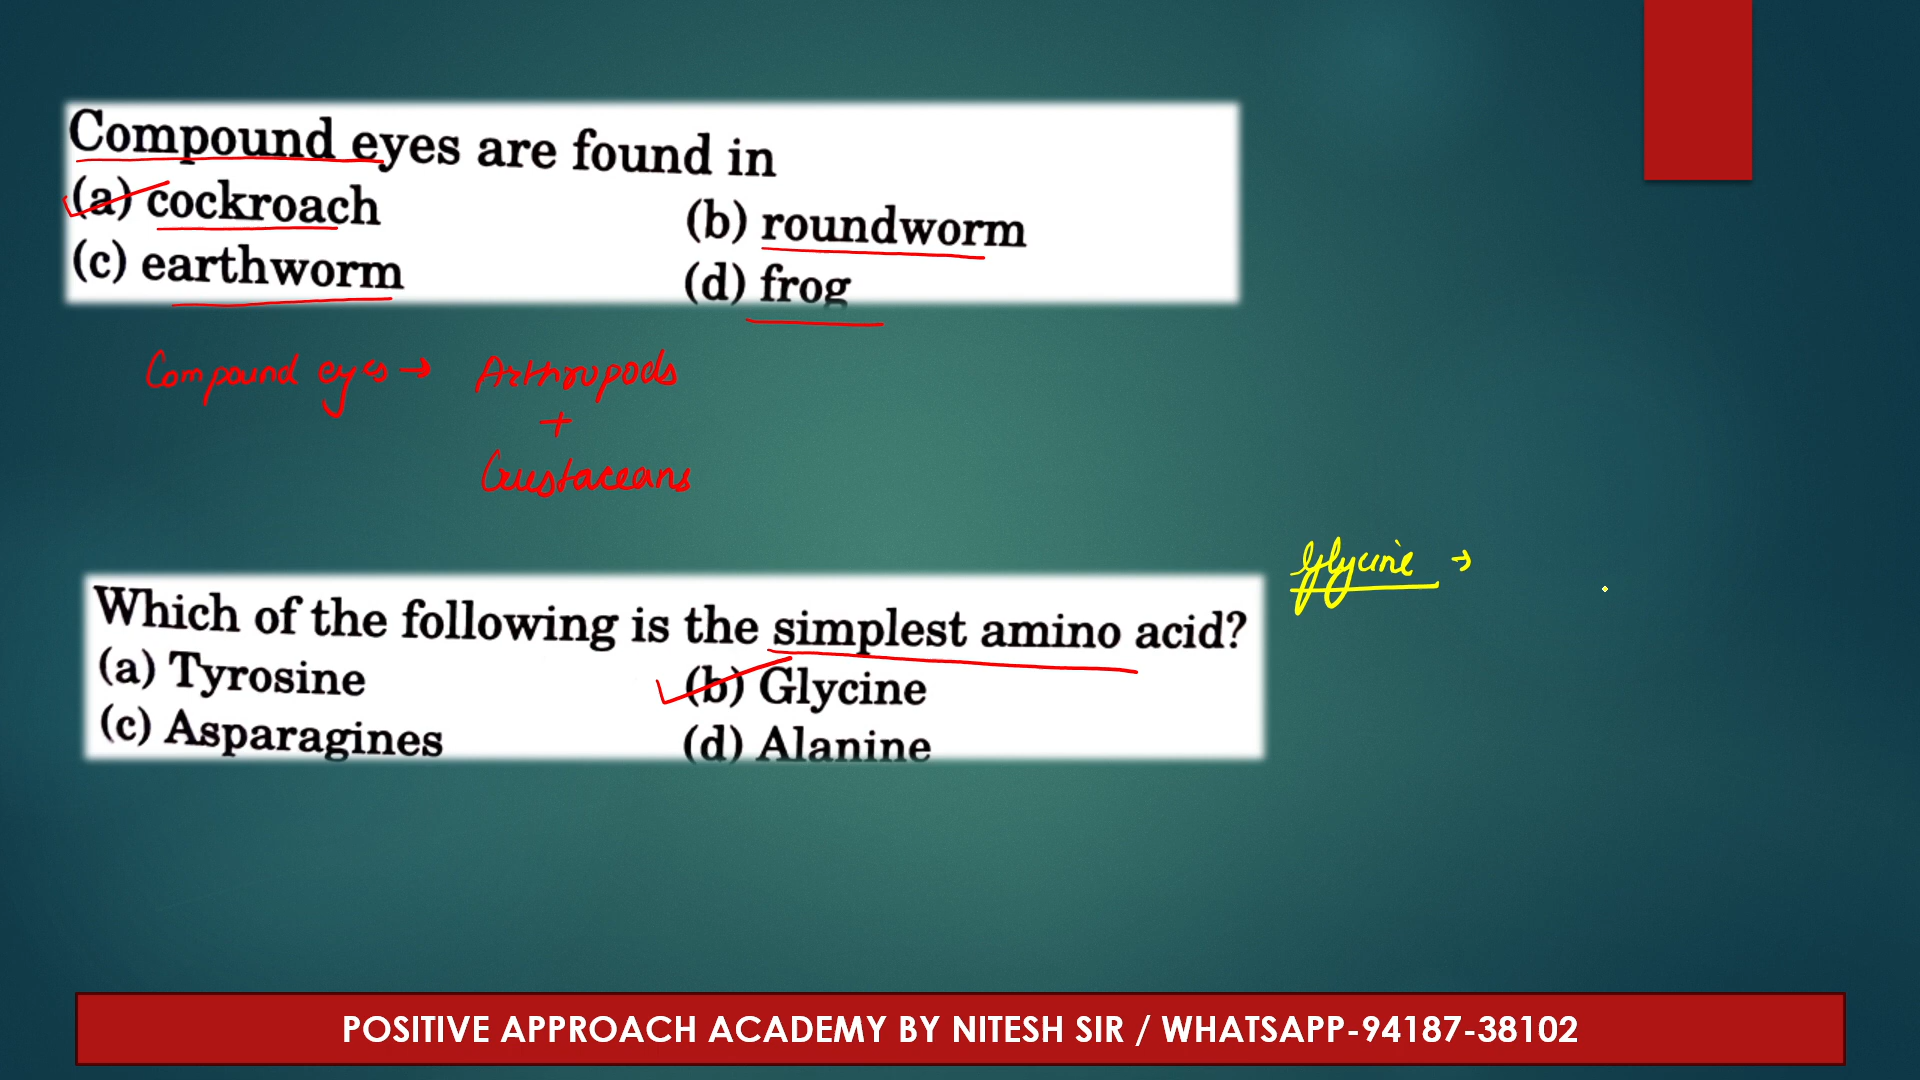 Compound eyes are found in
(a) cockroach (b) roundworm
(c) earthworm (d) frog
Compound eyes → Arthropods
+
Crustaceans
Glycine →
Which of the following is the simplest amino acid?
(a) Tyrosine (b) Glycine
(c) Asparagines (d) Alanine
POSITIVE APPROACH ACADEMY BY NITESH SIR / WHATSAPP-94187-38102